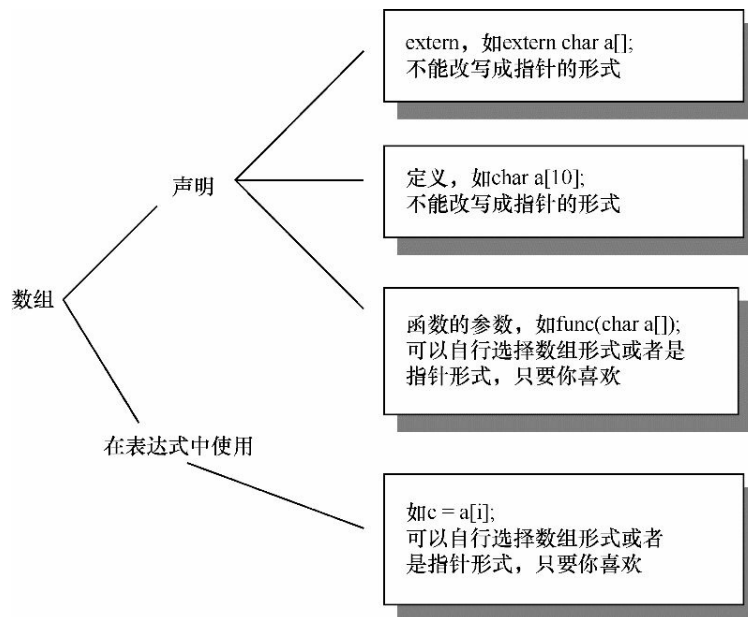 extern，如extern char a[];
不能改写成指针的形式
声明
定义，如char a[10];
不能改写成指针的形式
数组
函数的参数，如func(char a[]);
可以自行选择数组形式或者是
指针形式，只要你喜欢
在表达式中使用
如c = a[i];
可以自行选择数组形式或者
是指针形式，只要你喜欢